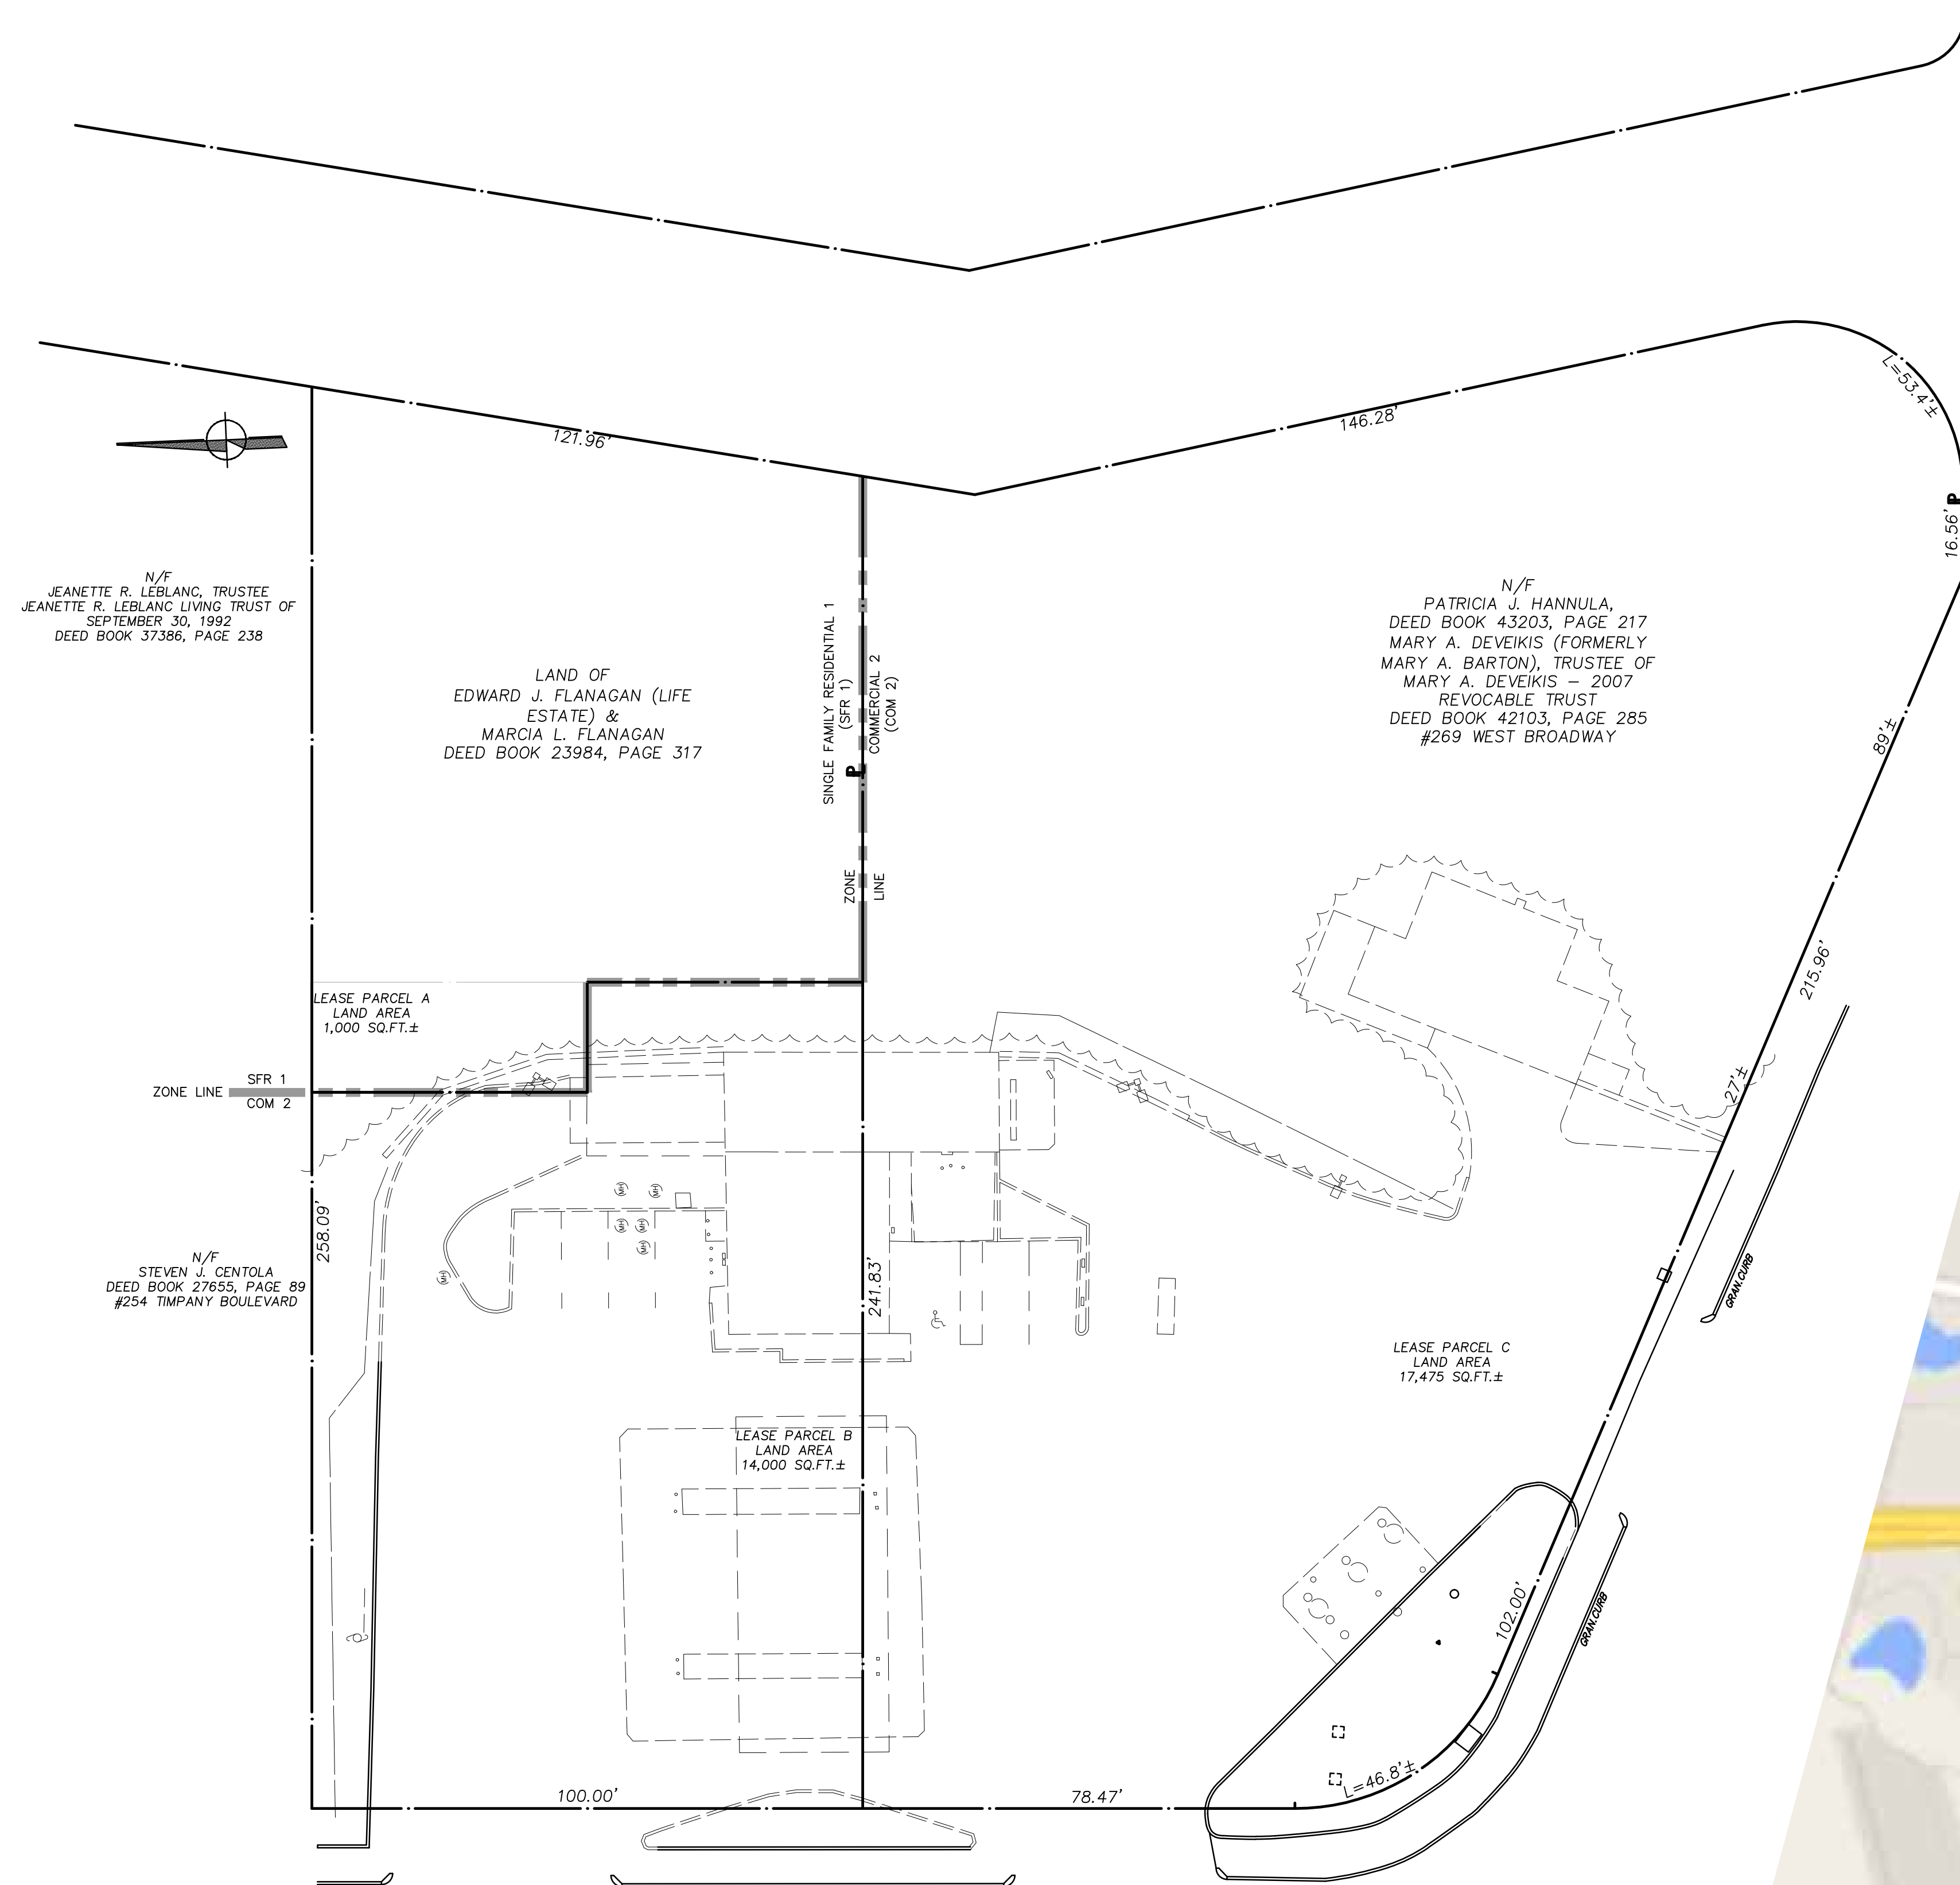 L=53.4'±
121.96'
146.28'
16.56'
N/F
JEANETTE R. LEBLANC, TRUSTEE
JEANETTE R. LEBLANC LIVING TRUST OF
SEPTEMBER 30, 1992
DEED BOOK 37386, PAGE 238
LAND OF
EDWARD J. FLANAGAN (LIFE
ESTATE) &
MARCIA L. FLANAGAN
DEED BOOK 23984, PAGE 317
SINGLE FAMILY RESIDENTIAL 1
(SFR 1)
COMMERCIAL 2
(COM 2)
PL
ZONE
LINE
N/F
PATRICIA J. HANNULA,
DEED BOOK 43203, PAGE 217
MARY A. DEVEIKIS (FORMERLY
MARY A. BARTON), TRUSTEE OF
MARY A. DEVEIKIS – 2007
REVOCABLE TRUST
DEED BOOK 42103, PAGE 285
#269 WEST BROADWAY
89'±
215.96'
27'±
LEASE PARCEL A
LAND AREA
1,000 SQ.FT.±
SFR 1
ZONE LINE
COM 2
258.09'
N/F
STEVEN J. CENTOLA
DEED BOOK 27655, PAGE 89
#254 TIMPANY BOULEVARD
MH
MH
MH
MH
MH
MH
241.83'
GRAN.CURB
LEASE PARCEL C
LAND AREA
17,475 SQ.FT.±
LEASE PARCEL B
LAND AREA
14,000 SQ.FT.±
102.00'
GRAN.CURB
L=46.8'±
100.00'
78.47'